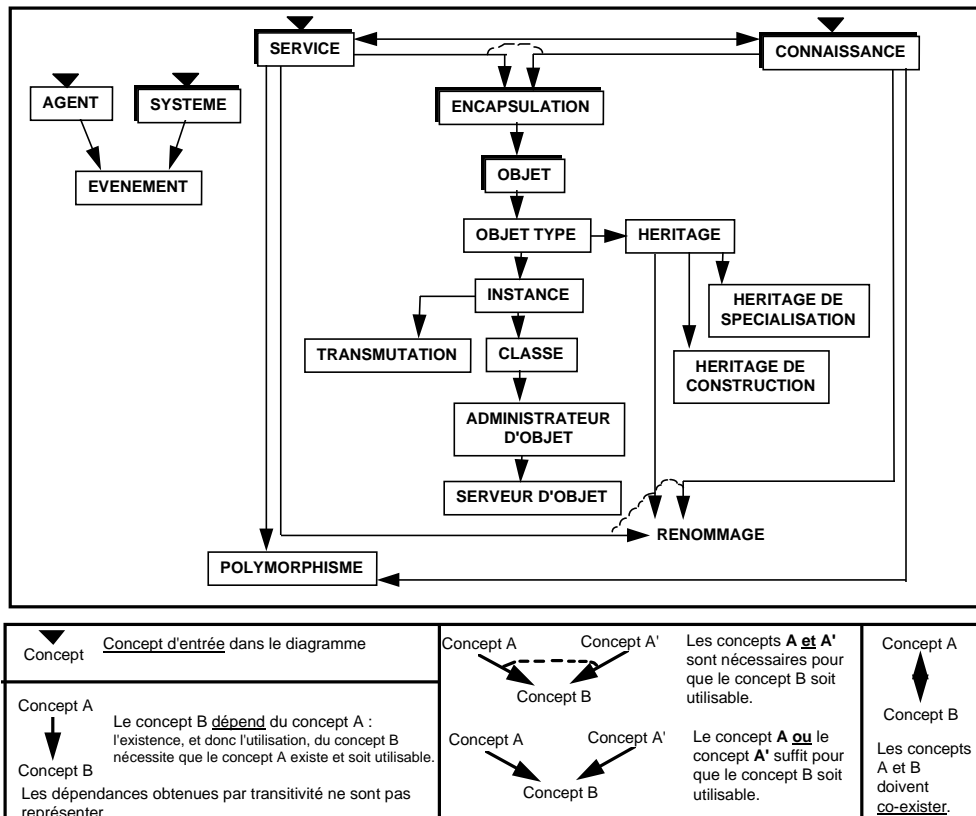 SERVICE
CONNAISSANCE
AGENT
SYSTEME
ENCAPSULATION
EVENEMENT
OBJET
OBJET TYPE
HERITAGE
INSTANCE
HERITAGE DE
SPECIALISATION
TRANSMUTATION
CLASSE
HERITAGE DE
CONSTRUCTION
ADMINISTRATEUR
D'OBJET
SERVEUR D'OBJET
RENOMMAGE
POLYMORPHISME
Concept
Concept d'entrée dans le diagramme
Concept A
Concept B
Le concept B dépend du concept A :
l'existence, et donc l'utilisation, du concept B
nécessite que le concept A existe et soit utilisable.
Les dépendances obtenues par transitivité ne sont pas
représenter
Concept A
Concept A'
Concept B
Les concepts A et A'
sont nécessaires pour
que le concept B soit
utilisable.
Concept A
Concept A'
Concept B
Le concept A ou le
concept A' suffit pour
que le concept B soit
utilisable.
Concept A
Concept B
Les concepts
A et B
doivent
co-exister.